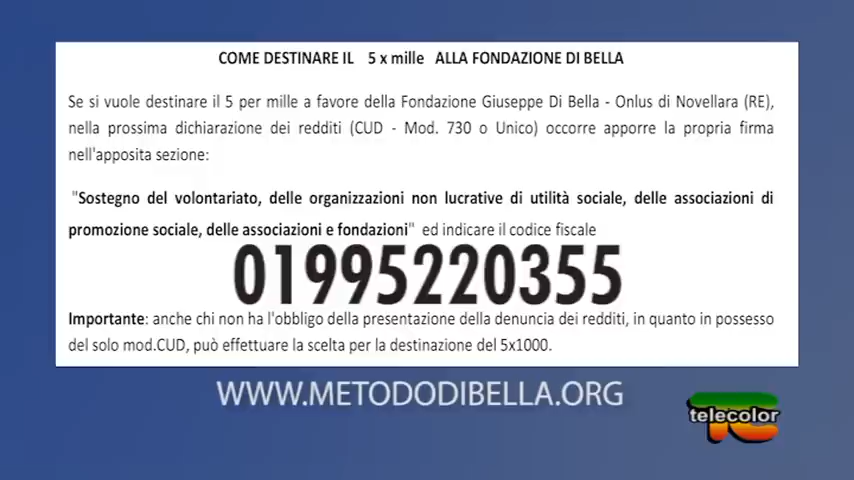 COME DESTINARE IL 5 x mille ALLA FONDAZIONE DI BELLA
Se si vuole destinare il 5 per mille a favore della Fondazione Giuseppe Di Bella - Onlus di Novellara (RE),
nella prossima dichiarazione dei redditi (CUD - Mod. 730 o Unico) occorre apporre la propria firma
nell'apposita sezione:
"Sostegno del volontariato, delle organizzazioni non lucrative di utilità sociale, delle associazioni di
promozione sociale, delle associazioni e fondazioni" ed indicare il codice fiscale
01995220355
Importante: anche chi non ha l'obbligo della presentazione della denuncia dei redditi, in quanto in possesso
del solo mod.CUD, può effettuare la scelta per la destinazione del 5x1000.
WWW.METODODIBELLA.ORG
telecolor